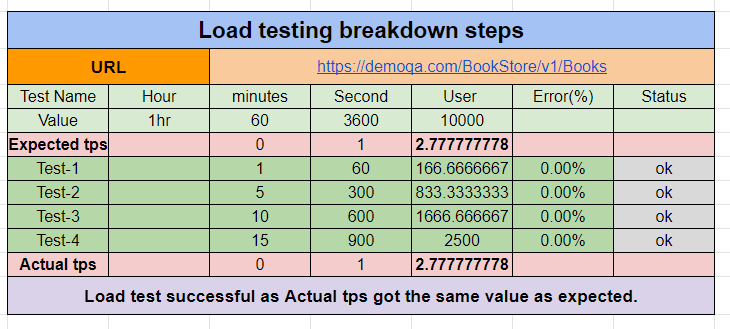 Load testing breakdown steps
URL https://demoqa.com/BookStore/v1/Books
Test Name Hour minutes Second User Error(%) Status
Value 1hr 60 3600 10000
Expected tps 0 1 2.777777778
Test-1 1 60 166.6666667 0.00% ok
Test-2 5 300 833.3333333 0.00% ok
Test-3 10 600 1666.666667 0.00% ok
Test-4 15 900 2500 0.00% ok
Actual tps 0 1 2.777777778
Load test successful as Actual tps got the same value as expected.